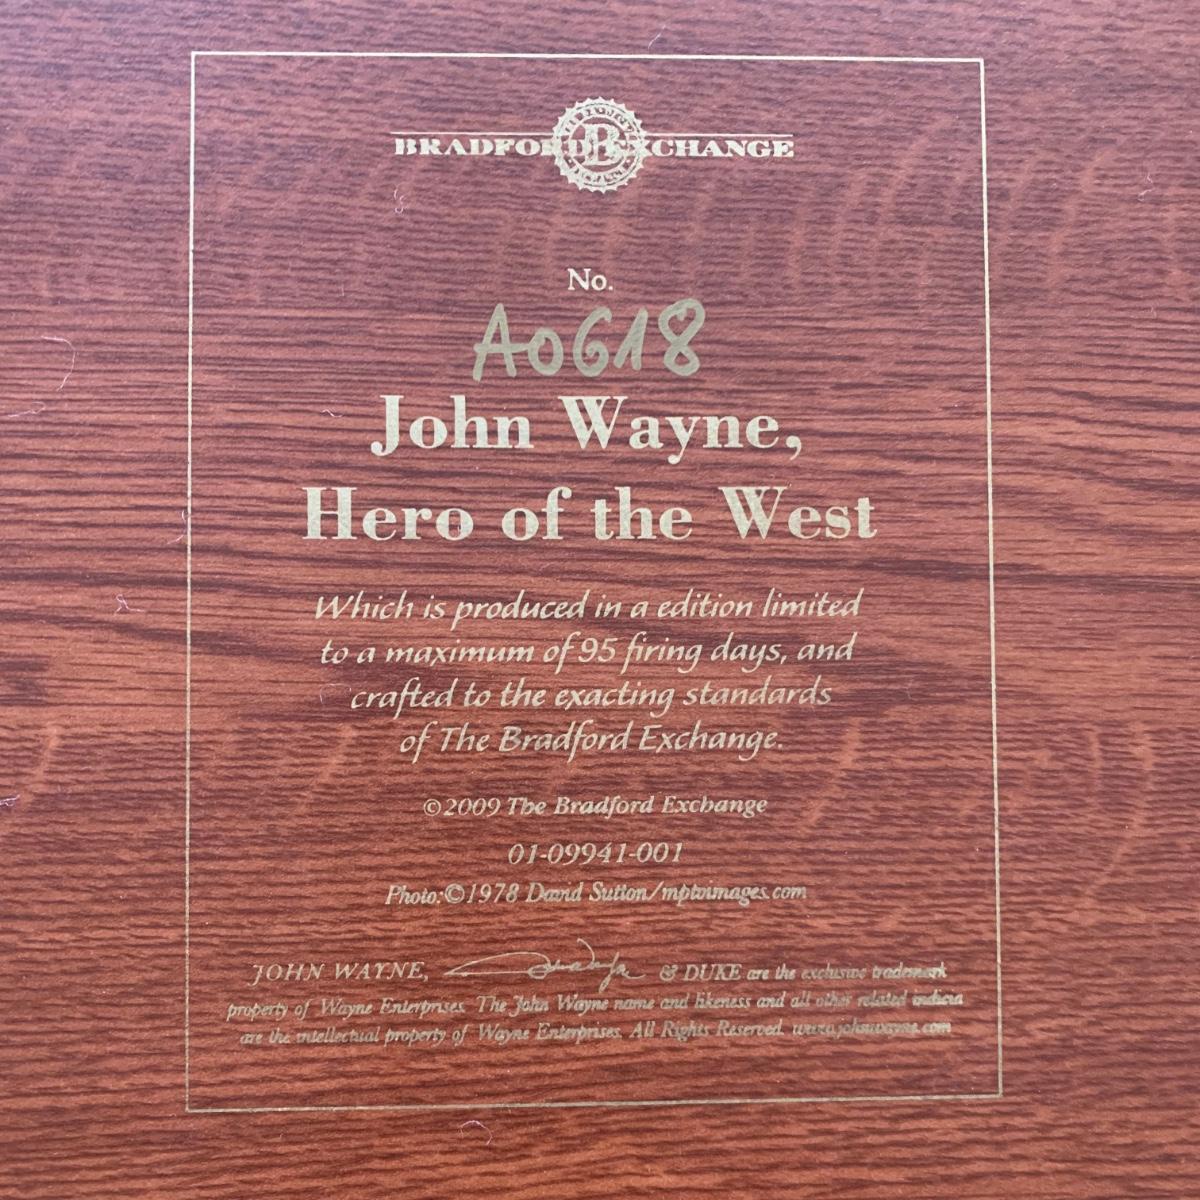 BRADFORD EXCHANGE
B
No.
A0618
John Wayne,
Hero of the West
Which is produced in a edition limited
to a maximum of 95 firing days, and
crafted to the exacting standards
of The Bradford Exchange.
©2009 The Bradford Exchange
01-09941-001
Photo:©1978 David Sutton/mptvimages.com
JOHN WAYNE, & DUKE are the exclusive trademark
property of Wayne Enterprises. The John Wayne name and likeness and all other related indicia
are the intellectual property of Wayne Enterprises. All Rights Reserved. www.johnwayne.com